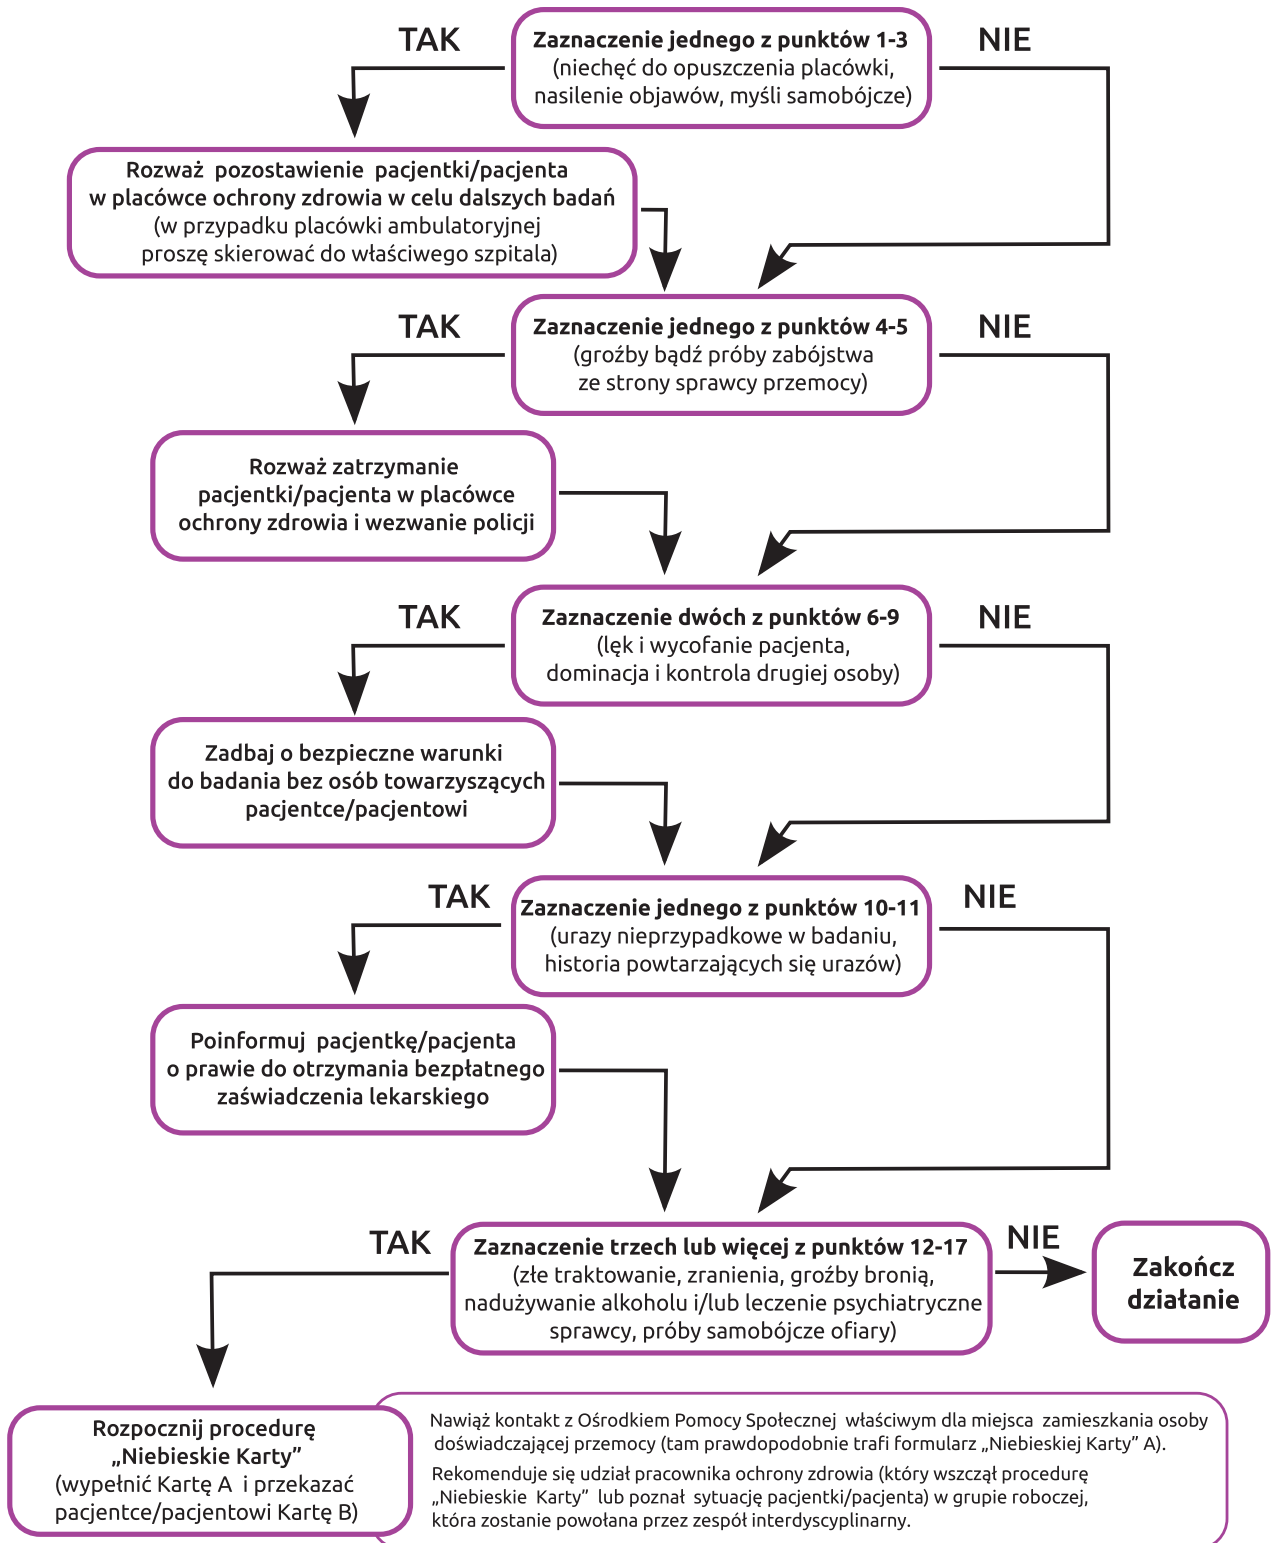 TAK
Zaznaczenie jednego z punktów 1-3
(niechęć do opuszczenia placówki,
nasilenie objawów, myśli samobójcze)
NIE
Rozważ pozostawienie pacjentki/pacjenta
w placówce ochrony zdrowia w celu dalszych badań
(w przypadku placówki ambulatoryjnej
proszę skierować do właściwego szpitala)
TAK
Zaznaczenie jednego z punktów 4-5
(groźby bądź próby zabójstwa
ze strony sprawcy przemocy)
NIE
Rozważ zatrzymanie
pacjentki/pacjenta w placówce
ochrony zdrowia i wezwanie policji
TAK
Zaznaczenie dwóch z punktów 6-9
(lęk i wycofanie pacjenta,
dominacja i kontrola drugiej osoby)
NIE
Zadbaj o bezpieczne warunki
do badania bez osób towarzyszących
pacjentce/pacjentowi
TAK
Zaznaczenie jednego z punktów 10-11
(urazy nieprzypadkowe w badaniu,
historia powtarzających się urazów)
NIE
Poinformuj pacjentkę/pacjenta
o prawie do otrzymania bezpłatnego
zaświadczenia lekarskiego
TAK
Zaznaczenie trzech lub więcej z punktów 12-17
(złe traktowanie, zranienia, groźby bronią,
nadużywanie alkoholu i/lub leczenie psychiatryczne
sprawcy, próby samobójcze ofiary)
NIE
Zakończ
działanie
Rozpocznij procedurę
„Niebieskie Karty”
(wypełnić Kartę A i przekazać
pacjentce/pacjentowi Kartę B)
Nawiąż kontakt z Ośrodkiem Pomocy Społecznej właściwym dla miejsca zamieszkania osoby
doświadczającej przemocy (tam prawdopodobnie trafi formularz „Niebieskiej Karty” A).
Rekomenduje się udział pracownika ochrony zdrowia (który wszczął procedurę
„Niebieskie Karty” lub poznał sytuację pacjentki/pacjenta) w grupie roboczej,
która zostanie powołana przez zespół interdyscyplinarny.